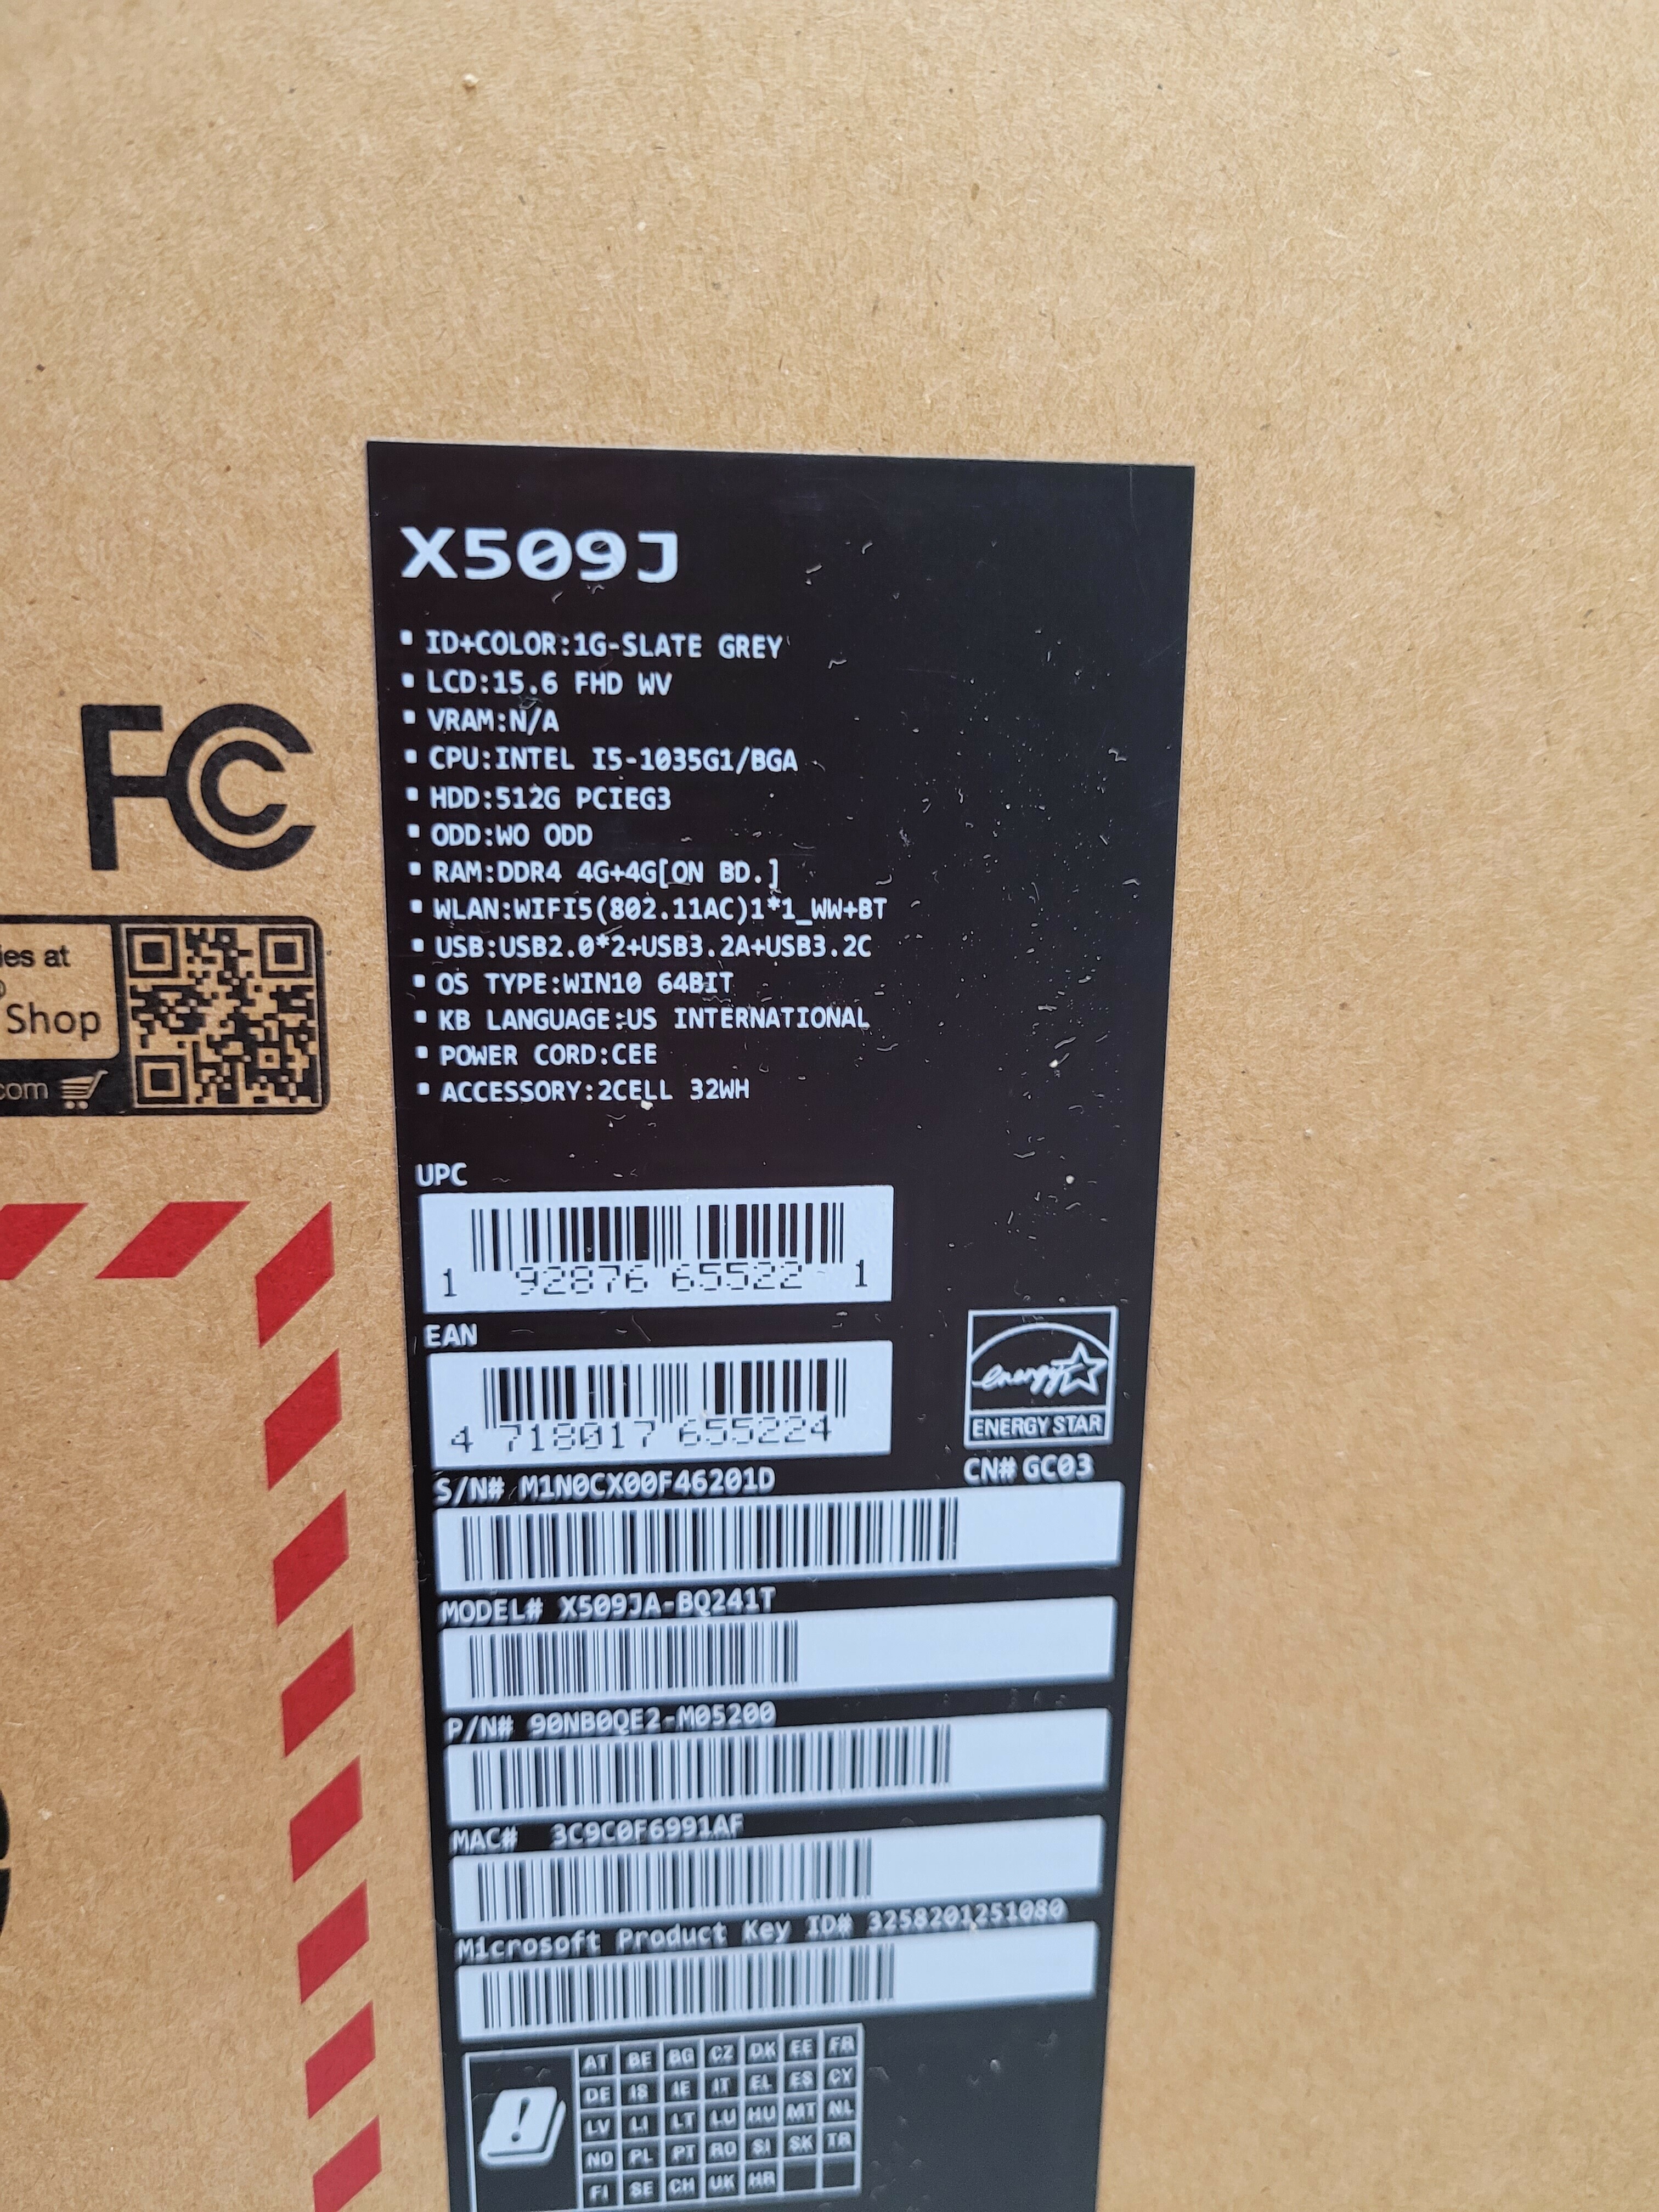 X509J
ID+COLOR:1G-SLATE GREY
LCD:15.6 FHD WV
VRAM:N/A
CPU:INTEL I5-1035G1/BGA
HDD:512G PCIEG3
ODD:WO ODD
RAM:DDR4 4G+4G[ON BD.]
WLAN:WIFI5(802.11AC)1*1_WW+BT
USB:USB2.0*2+USB3.2A+USB3.2C
OS TYPE:WIN10 64BIT
KB LANGUAGE:US INTERNATIONAL
POWER CORD:CEE
ACCESSORY:2CELL 32WH
FC
ies at
Shop
com
UPC
1 92876 65522 1
EAN
4 718017 655224
energy
ENERGY STAR
S/N# M1N0CX00F46201D
CN# GC03
MODEL# X509JA-BQ241T
P/N# 90NB0QE2-M05200
MAC# 3C9C0F6991AF
Microsoft Product Key ID# 3258201251080
AT BE BG CZ DK EE FR
DE IS IE IT EL ES CY
LV LI LT LU HU MT NL
NO PL PT RO SI SK TR
FI SE CH UK HR